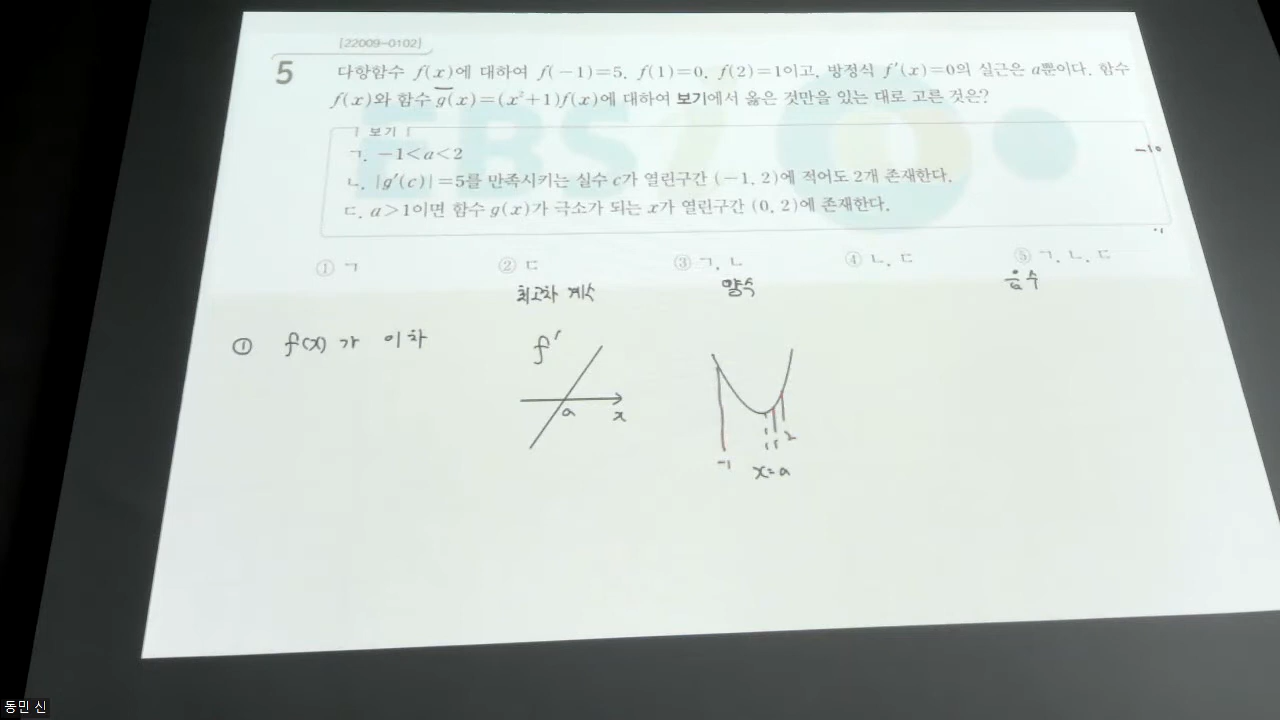 [22009-0102]
5 다항함수 f(x)에 대하여 f(-1)=5, f(1)=0, f(2)=1이고, 방정식 f'(x)=0의 실근은 a뿐이다. 함수
f(x)와 함수 g(x)=(x²+1)f(x)에 대하여 보기에서 옳은 것만을 있는 대로 고른 것은?
보기
ㄱ. -1<a<2
ㄴ. |g'(c)|=5를 만족시키는 실수 c가 열린구간 (-1, 2)에 적어도 2개 존재한다.
ㄷ. a>1이면 함수 g(x)가 극소가 되는 x가 열린구간 (0, 2)에 존재한다.
① ㄱ ② ㄷ ③ ㄱ, ㄴ ④ ㄴ, ㄷ ⑤ ㄱ, ㄴ, ㄷ
최고차 계수 양수 음수
① f(x)가 이차 f'
a x
-1 2
x=a
EBS
동민 신